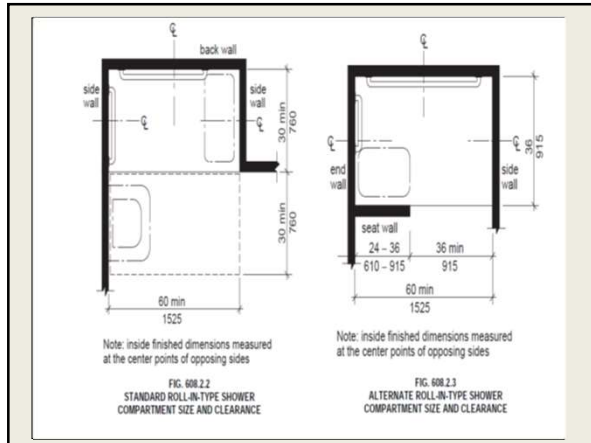 ℄
back wall
side
wall
side
wall
℄
℄
30 min
760
30 min
760
60 min
1525
Note: inside finished dimensions measured
at the center points of opposing sides
FIG. 608.2.2
STANDARD ROLL-IN-TYPE SHOWER
COMPARTMENT SIZE AND CLEARANCE
℄
℄
℄
end
wall
side
wall
36
915
seat wall
24 – 36
610 – 915
36 min
915
60 min
1525
Note: inside finished dimensions measured
at the center points of opposing sides
FIG. 608.2.3
ALTERNATE ROLL-IN-TYPE SHOWER
COMPARTMENT SIZE AND CLEARANCE